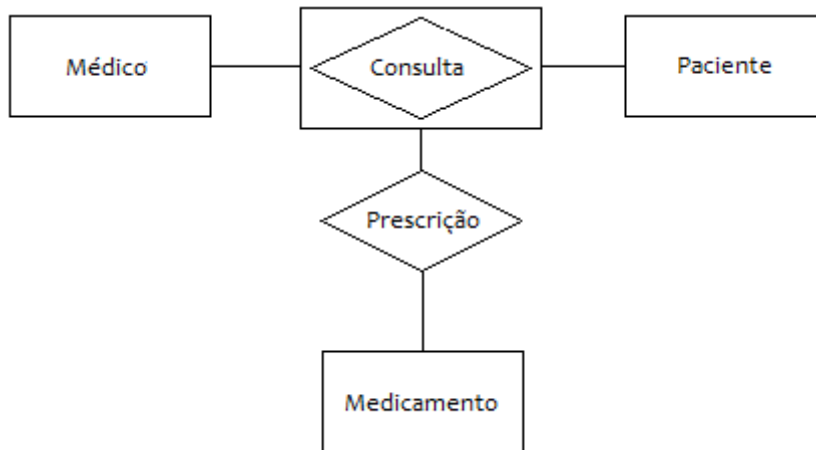 Médico
Consulta
Paciente
Prescrição
Medicamento